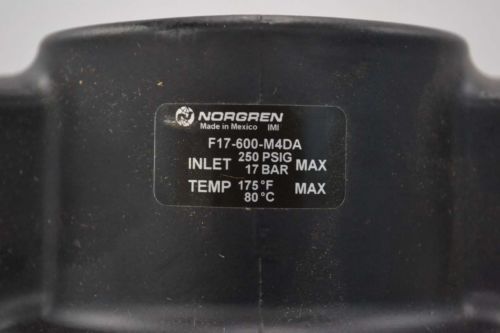 NORGREN
Made in Mexico IMI
F17-600-M4DA
INLET 250 PSIG MAX
17 BAR
TEMP 175°F MAX
80°C